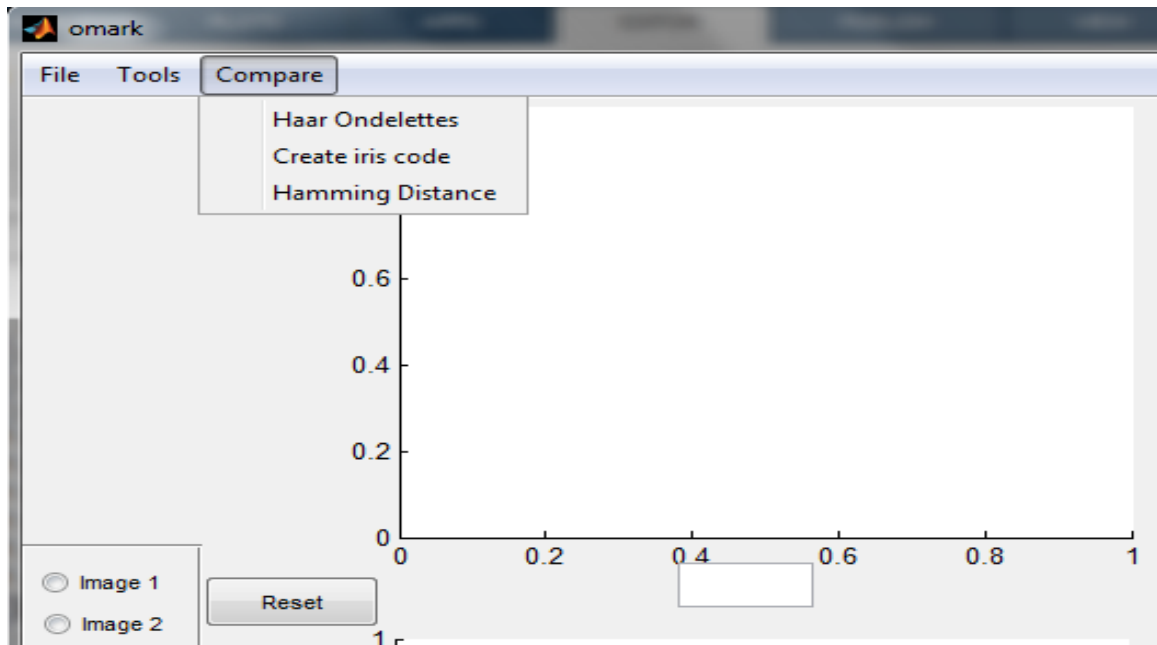 omark
File Tools Compare
Haar Ondelettes
Create iris code
Hamming Distance
0.6
0.4
0.2
0
0 0.2 0.4 0.6 0.8 1
Image 1
Reset
Image 2
1